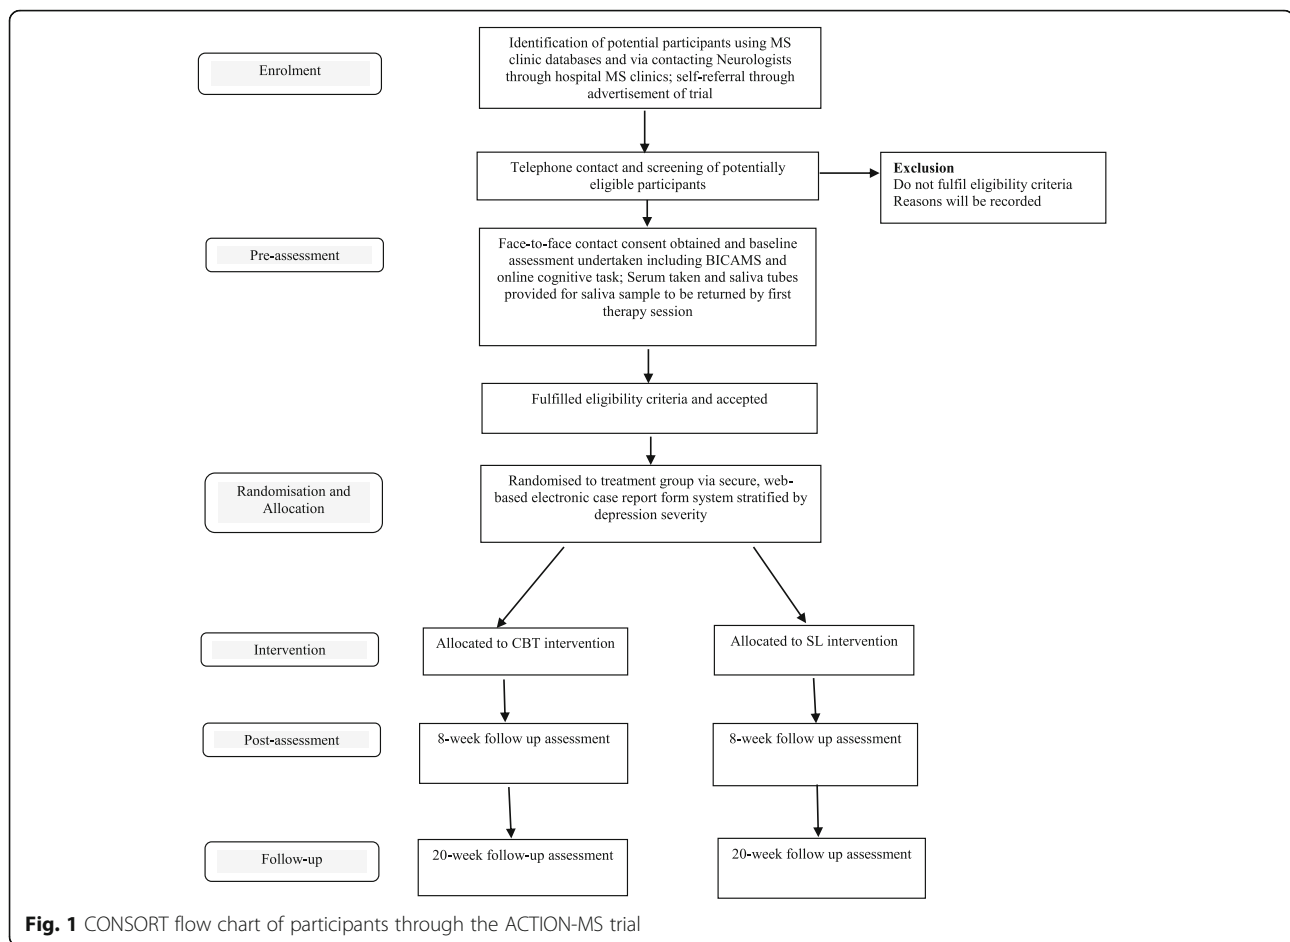 Enrolment
Identification of potential participants using MS
clinic databases and via contacting Neurologists
through hospital MS clinics; self-referral through
advertisement of trial
Telephone contact and screening of potentially
eligible participants
Exclusion
Do not fulfil eligibility criteria
Reasons will be recorded
Pre-assessment
Face-to-face contact consent obtained and baseline
assessment undertaken including BICAMS and
online cognitive task; Serum taken and saliva tubes
provided for saliva sample to be returned by first
therapy session
Fulfilled eligibility criteria and accepted
Randomisation and
Allocation
Randomised to treatment group via secure, web-
based electronic case report form system stratified by
depression severity
Intervention
Allocated to CBT intervention
Allocated to SL intervention
Post-assessment
8-week follow up assessment
8-week follow up assessment
Follow-up
20-week follow-up assessment
20-week follow up assessment
Fig. 1 CONSORT flow chart of participants through the ACTION-MS trial